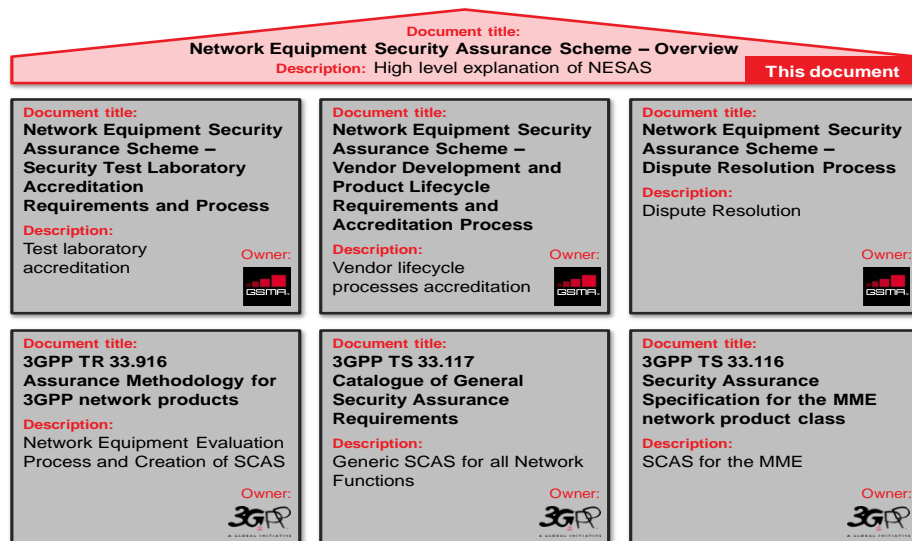 Document title:
Network Equipment Security Assurance Scheme – Overview
Description: High level explanation of NESAS
This document
Document title:
Network Equipment Security
Assurance Scheme –
Security Test Laboratory
Accreditation
Requirements and Process
Description:
Test laboratory
accreditation
Owner:
GSMA
Document title:
Network Equipment Security
Assurance Scheme –
Vendor Development and
Product Lifecycle
Requirements and
Accreditation Process
Description:
Vendor lifecycle
processes accreditation
Owner:
GSMA
Document title:
Network Equipment Security
Assurance Scheme –
Dispute Resolution Process
Description:
Dispute Resolution
Owner:
GSMA
Document title:
3GPP TR 33.916
Assurance Methodology for
3GPP network products
Description:
Network Equipment Evaluation
Process and Creation of SCAS
Owner:
3GPP
A GLOBAL INITIATIVE
Document title:
3GPP TS 33.117
Catalogue of General
Security Assurance
Requirements
Description:
Generic SCAS for all Network
Functions
Owner:
3GPP
A GLOBAL INITIATIVE
Document title:
3GPP TS 33.116
Security Assurance
Specification for the MME
network product class
Description:
SCAS for the MME
Owner:
3GPP
A GLOBAL INITIATIVE